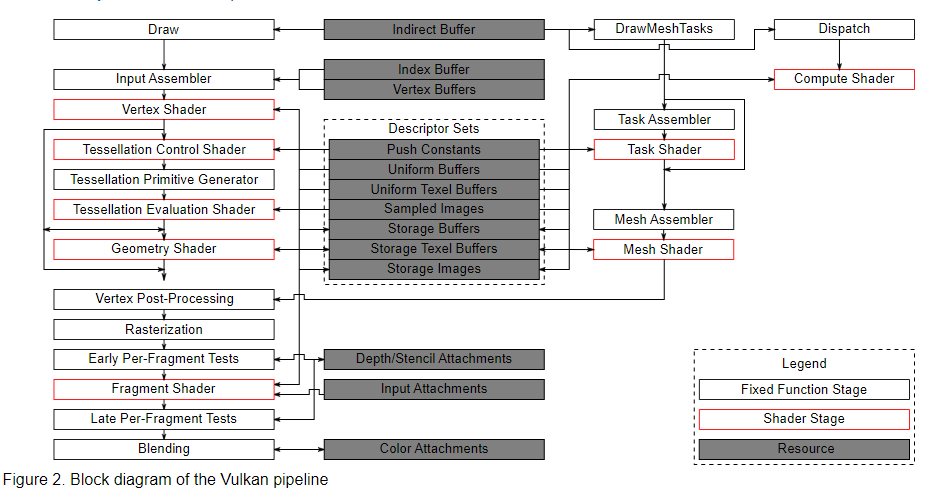 Draw
Indirect Buffer
DrawMeshTasks
Dispatch
Input Assembler
Index Buffer
Vertex Buffers
Compute Shader
Vertex Shader
Descriptor Sets
Task Assembler
Tessellation Control Shader
Push Constants
Task Shader
Uniform Buffers
Tessellation Primitive Generator
Uniform Texel Buffers
Tessellation Evaluation Shader
Sampled Images
Mesh Assembler
Storage Buffers
Geometry Shader
Storage Texel Buffers
Mesh Shader
Storage Images
Vertex Post-Processing
Rasterization
Early Per-Fragment Tests
Depth/Stencil Attachments
Legend
Fragment Shader
Input Attachments
Fixed Function Stage
Late Per-Fragment Tests
Shader Stage
Blending
Color Attachments
Resource
Figure 2. Block diagram of the Vulkan pipeline